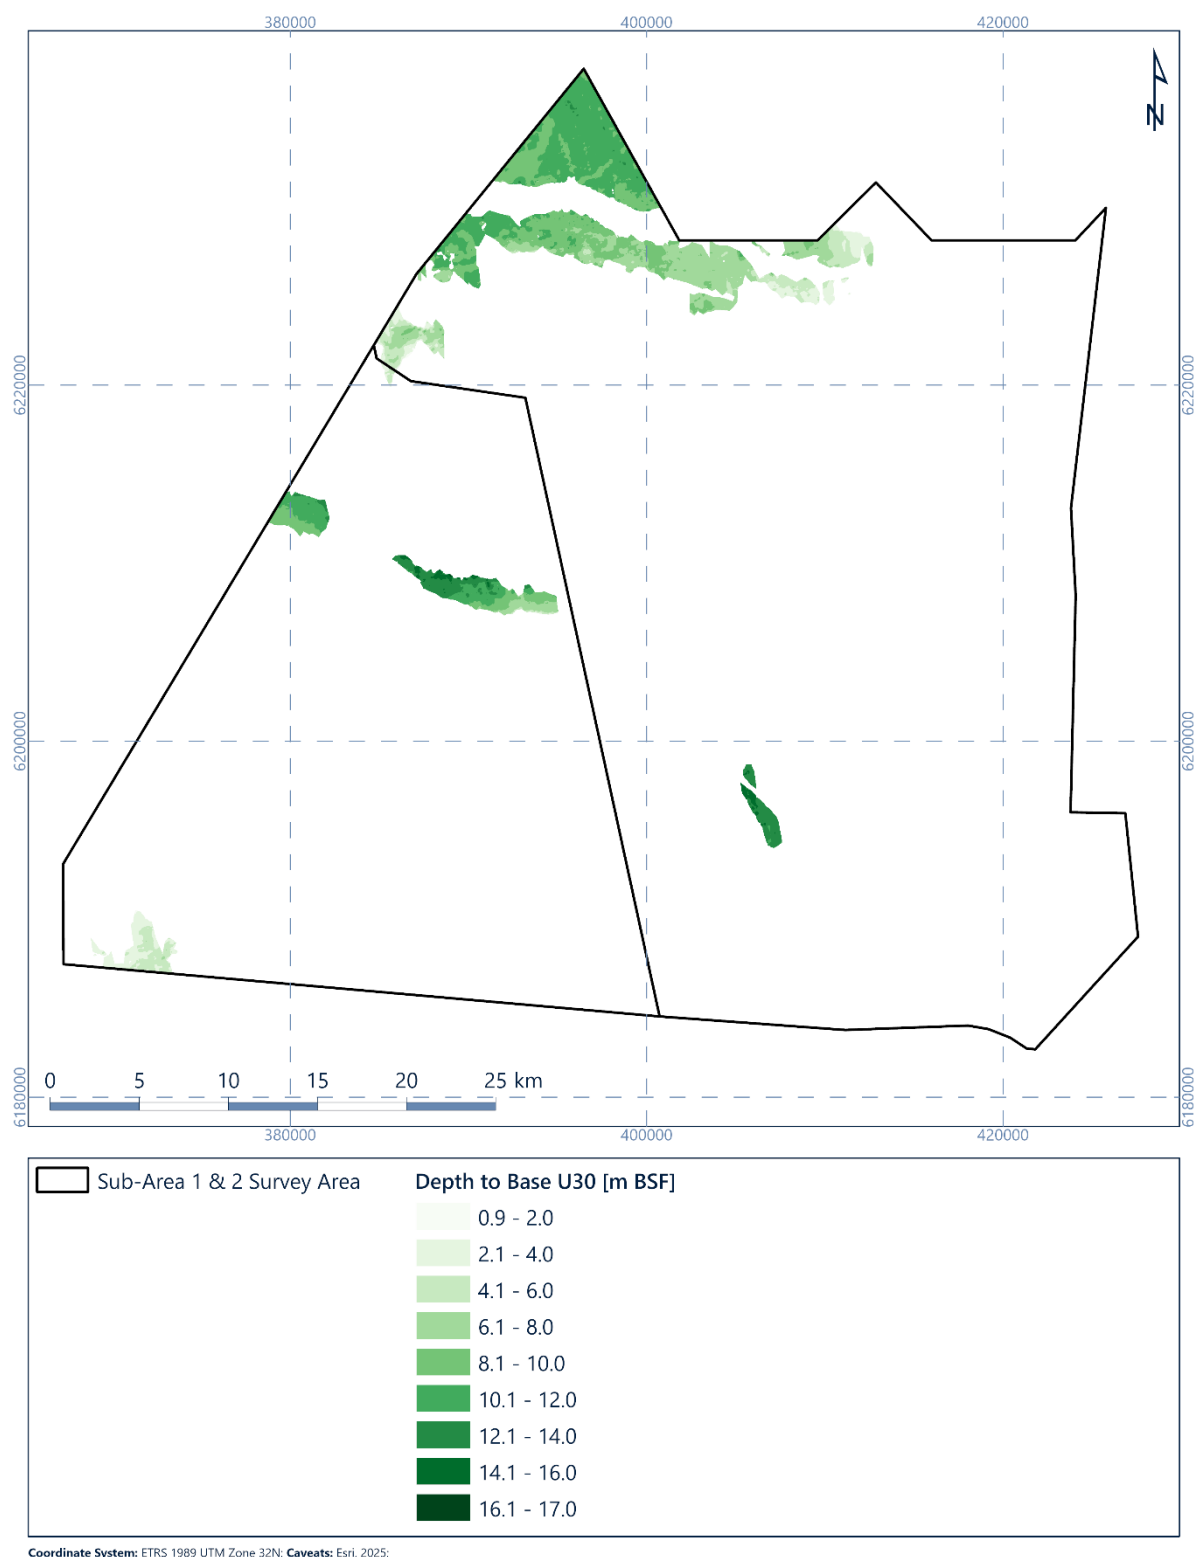 380000 400000 420000
N
6220000 6220000
6200000 6200000
0 5 10 15 20 25 km
6180000 6180000
380000 400000 420000
Sub-Area 1 & 2 Survey Area
Depth to Base U30 [m BSF]
0.9 - 2.0
2.1 - 4.0
4.1 - 6.0
6.1 - 8.0
8.1 - 10.0
10.1 - 12.0
12.1 - 14.0
14.1 - 16.0
16.1 - 17.0
Coordinate System: ETRS 1989 UTM Zone 32N; Caveats: Esri, 2025;